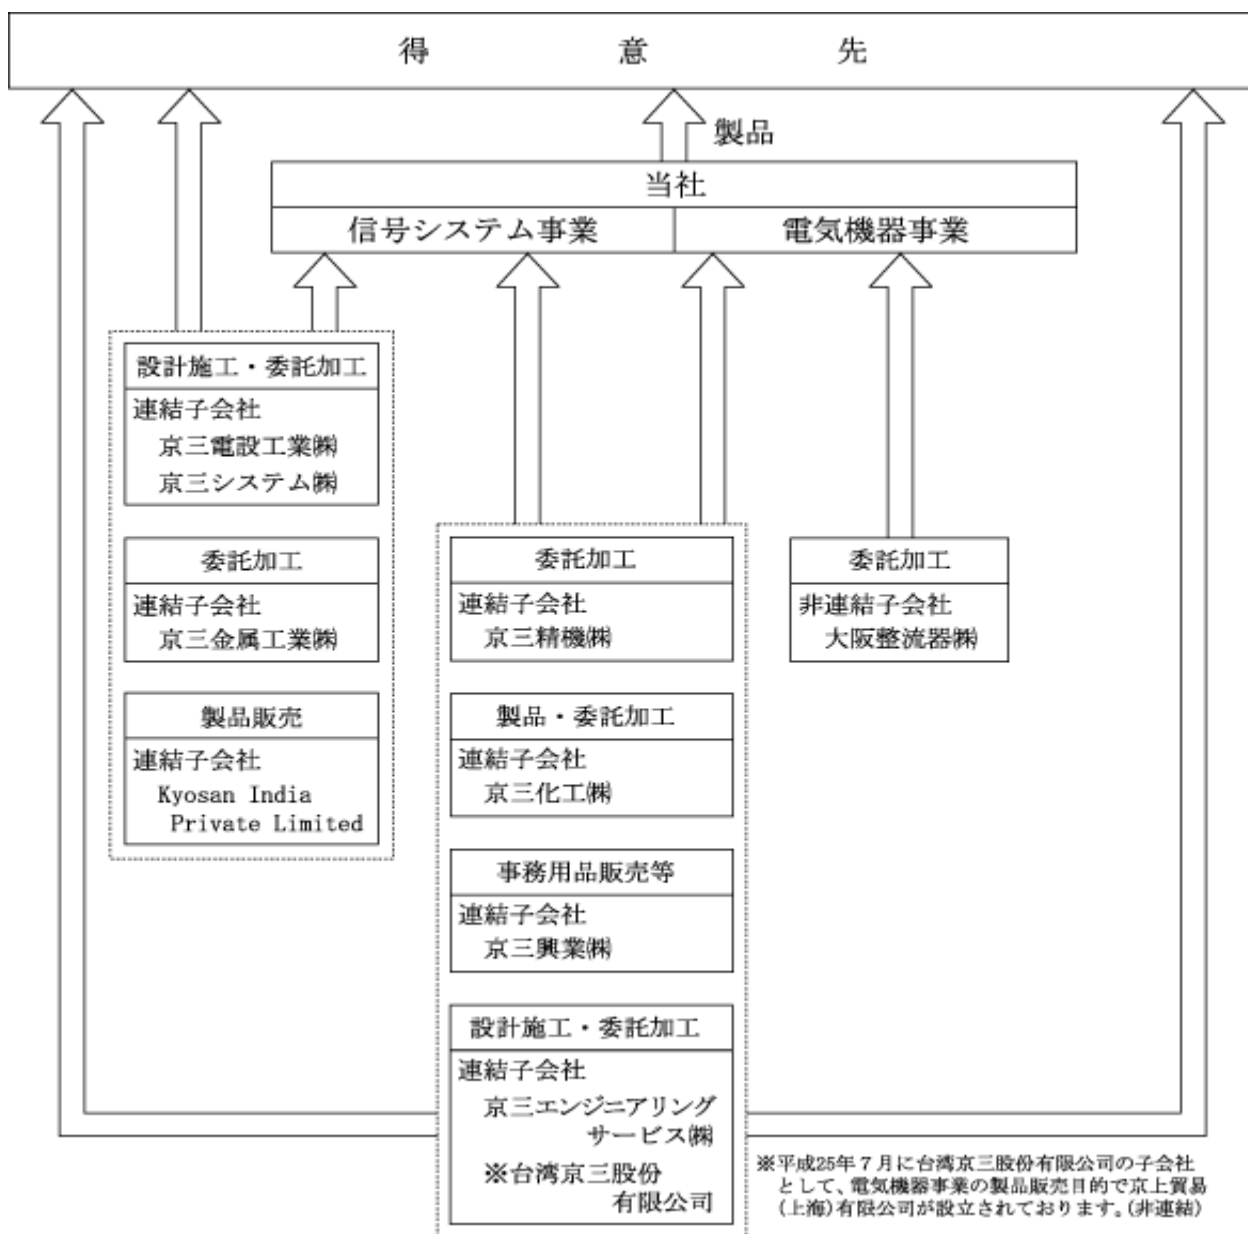 得意先
製品
当社
信号システム事業
電気機器事業
設計施工・委託加工
連結子会社
京三電設工業㈱
京三システム㈱
委託加工
連結子会社
京三金属工業㈱
製品販売
連結子会社
Kyosan India
Private Limited
委託加工
連結子会社
京三精機㈱
製品・委託加工
連結子会社
京三化工㈱
事務用品販売等
連結子会社
京三興業㈱
設計施工・委託加工
連結子会社
京三エンジニアリング
サービス㈱
※台湾京三股份
有限公司
委託加工
非連結子会社
大阪整流器㈱
※平成25年7月に台湾京三股份有限公司の子会社
として、電気機器事業の製品販売目的で京上貿易
(上海)有限公司が設立されております。(非連結)